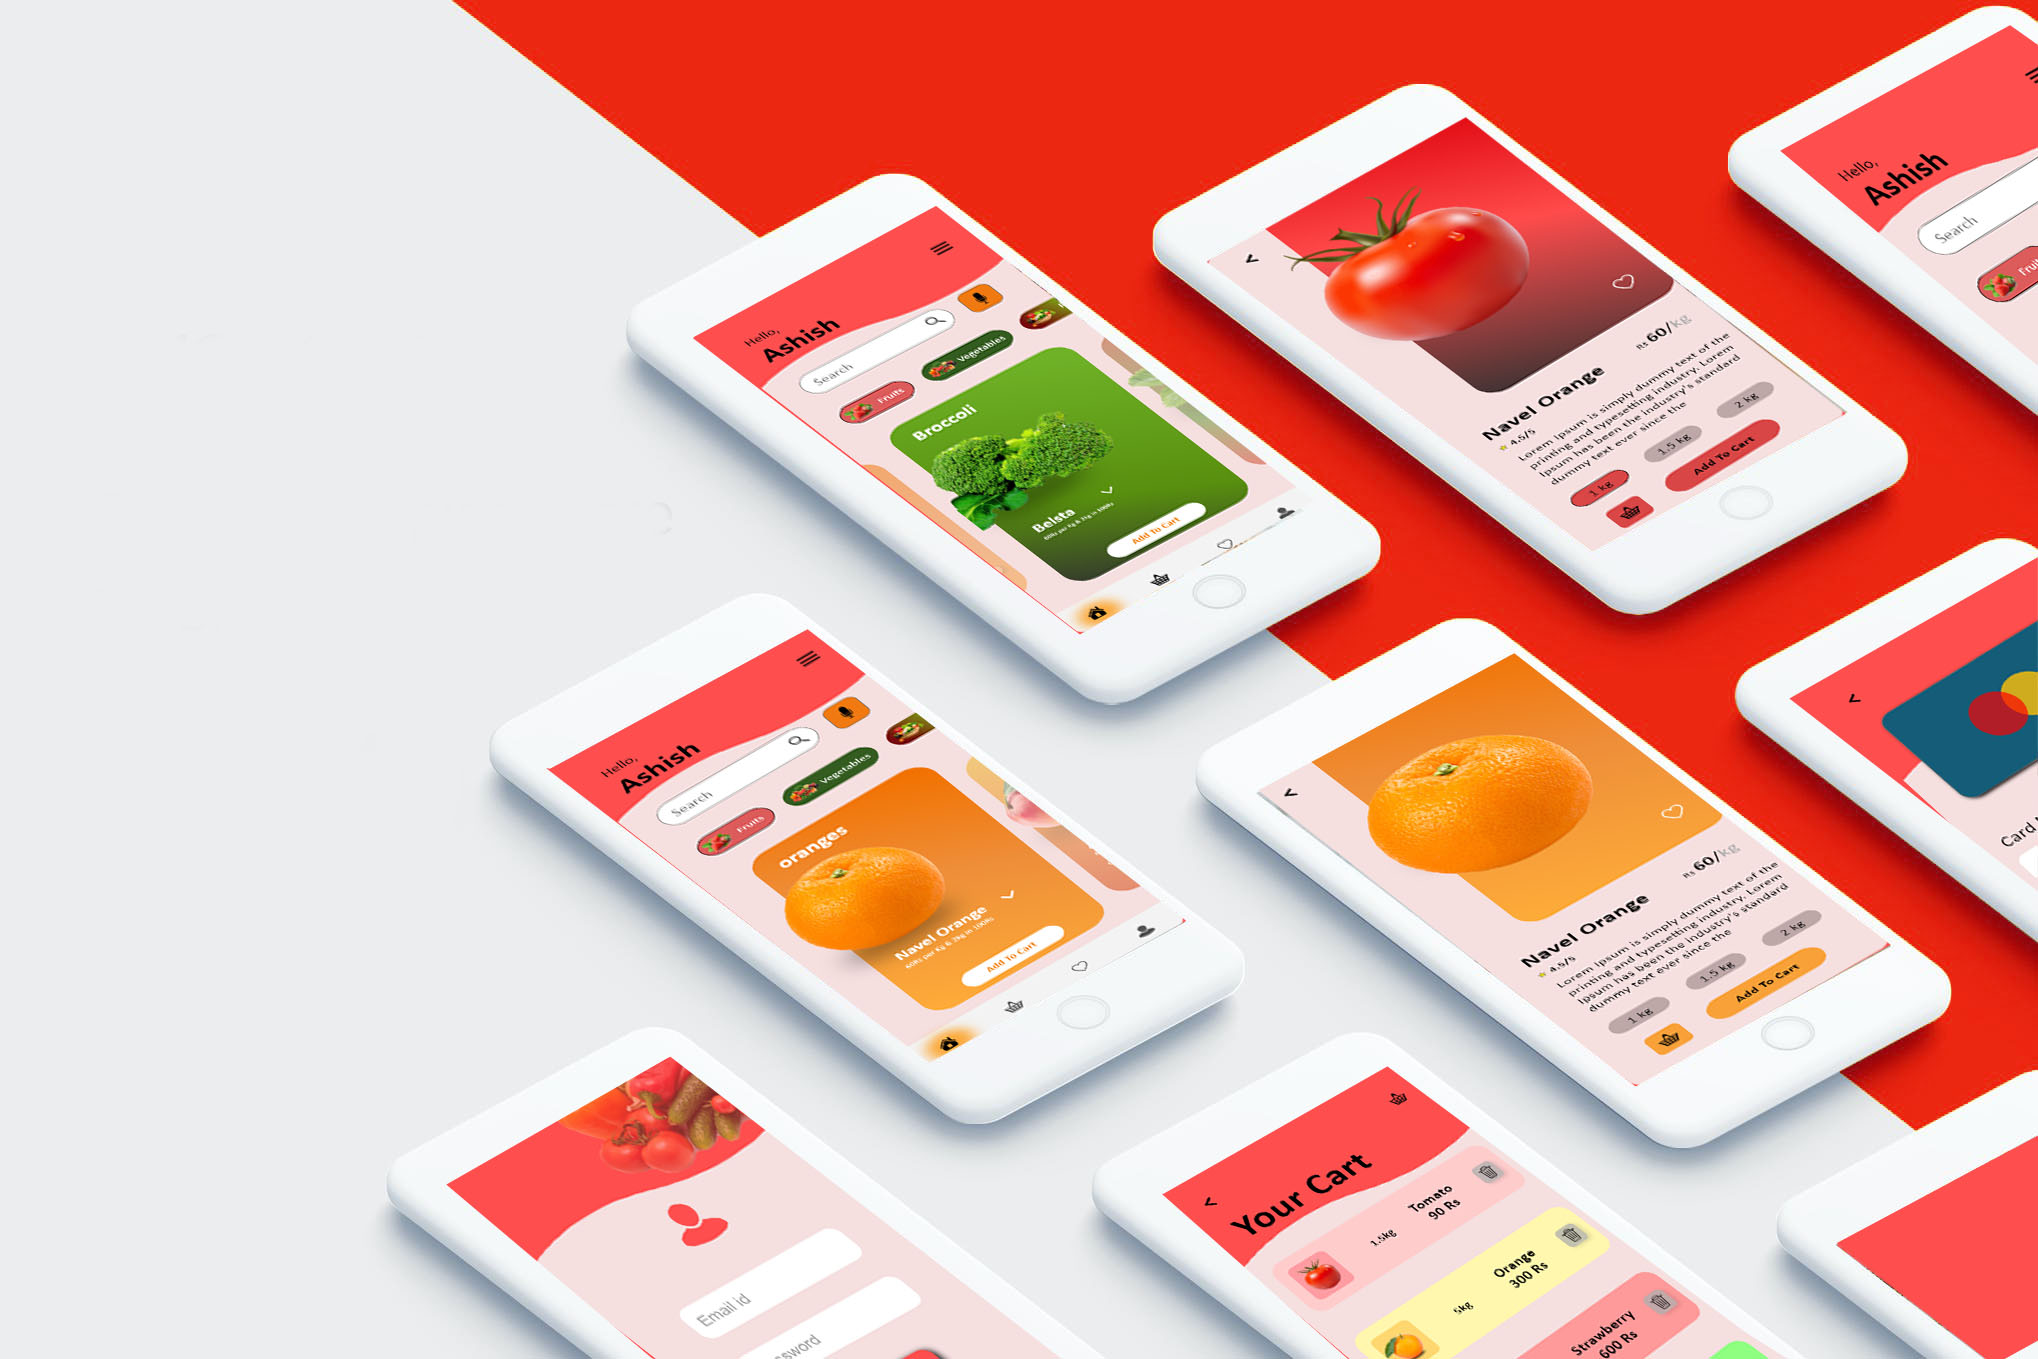 Hello,
Ashish
Search
Fruits
Vegetables
Broccoli
Belsta
60Rs per Kg & 2kg in 100Rs
Add To Cart
Navel Orange
Rs 60/kg
4.5/5
Lorem Ipsum is simply dummy text of the
printing and typesetting industry. Lorem
Ipsum has been the industry's standard
dummy text ever since the
1 kg
1.5 kg
2 kg
Add To Cart
Hello,
Ashish
Search
Hello,
Ashish
Search
Fruits
Vegetables
oranges
Navel Orange
60Rs per Kg & 2kg in 100Rs
Add To Cart
Navel Orange
Rs 60/kg
4.5/5
Lorem Ipsum is simply dummy text of the
printing and typesetting industry. Lorem
Ipsum has been the industry's standard
dummy text ever since the
1 kg
1.5 kg
2 kg
Add To Cart
Card
Email id
Your Cart
Tomato
90 Rs
1.5kg
Orange
300 Rs
5kg
Strawberry
600 Rs